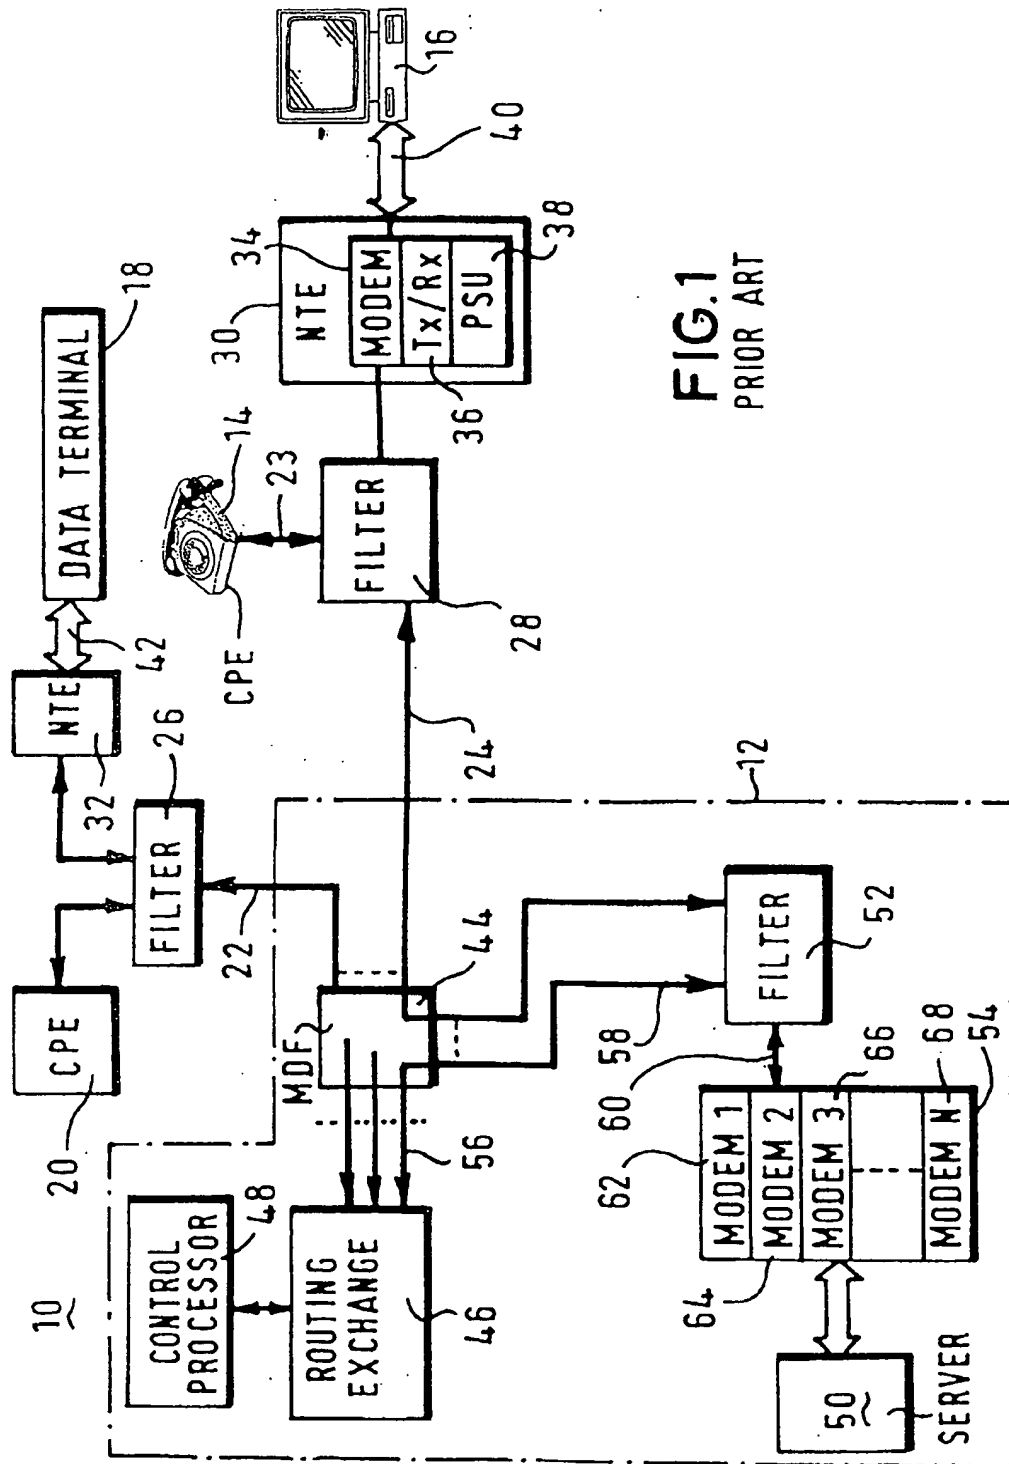 10
CONTROL
PROCESSOR
48
ROUTING
EXCHANGE
46
50
SERVER
20
CPE
MDF
44
56
22
FILTER
26
32
NTE
42
DATA TERMINAL
18
CPE
14
23
24
FILTER
28
30
NTE
34
MODEM
Tx/Rx
PSU
36
38
40
16
12
58
60
FILTER
52
62
64
MODEM 1
MODEM 2
MODEM 3
MODEM N
66
68
54
FIG.1
PRIOR ART